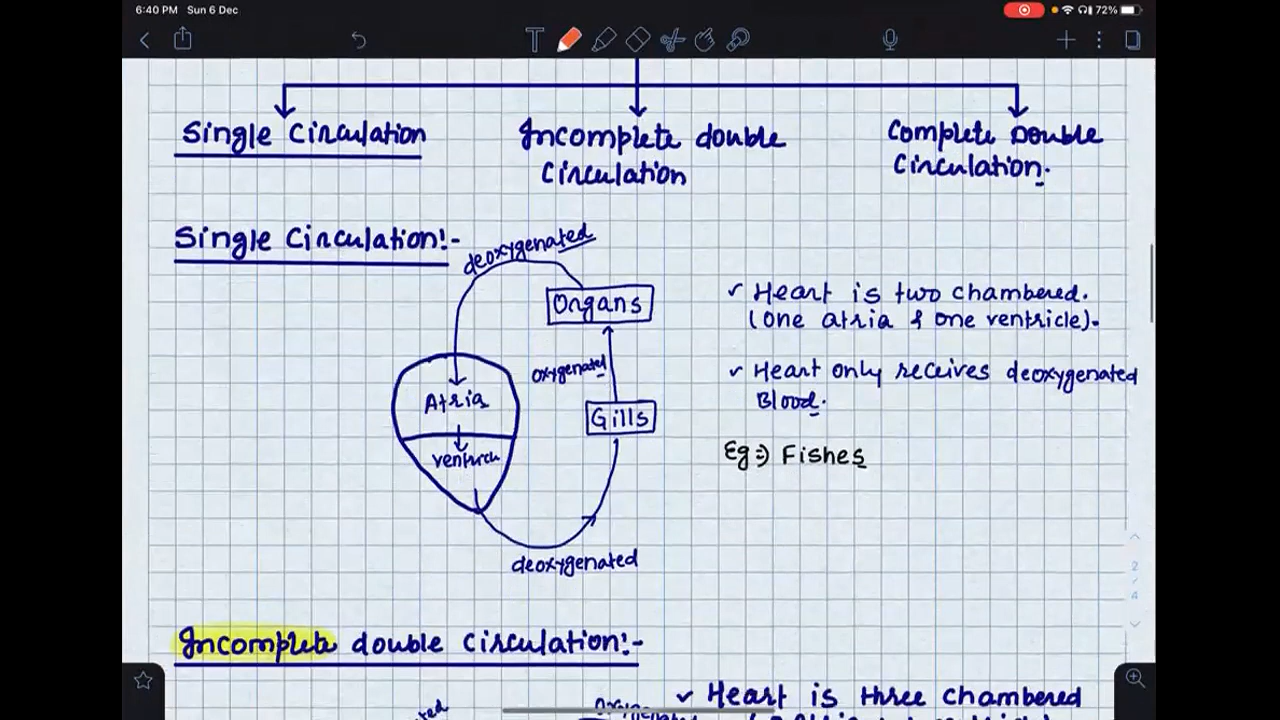 6:40 PM Sun 6 Dec
72%
Single Circulation
Incomplete double
Circulation
Complete Double
Circulation.
Single Circulation:-
deoxygenated
Organs
oxygenated
Atria
Gills
deoxygenated
✓ Heart is two chambered.
(One atria & one ventricle).
✓ Heart only receives deoxygenated
Blood.
Eg:) Fishes
2
/
4
Incomplete double circulation:-
✓ Heart is three chambered